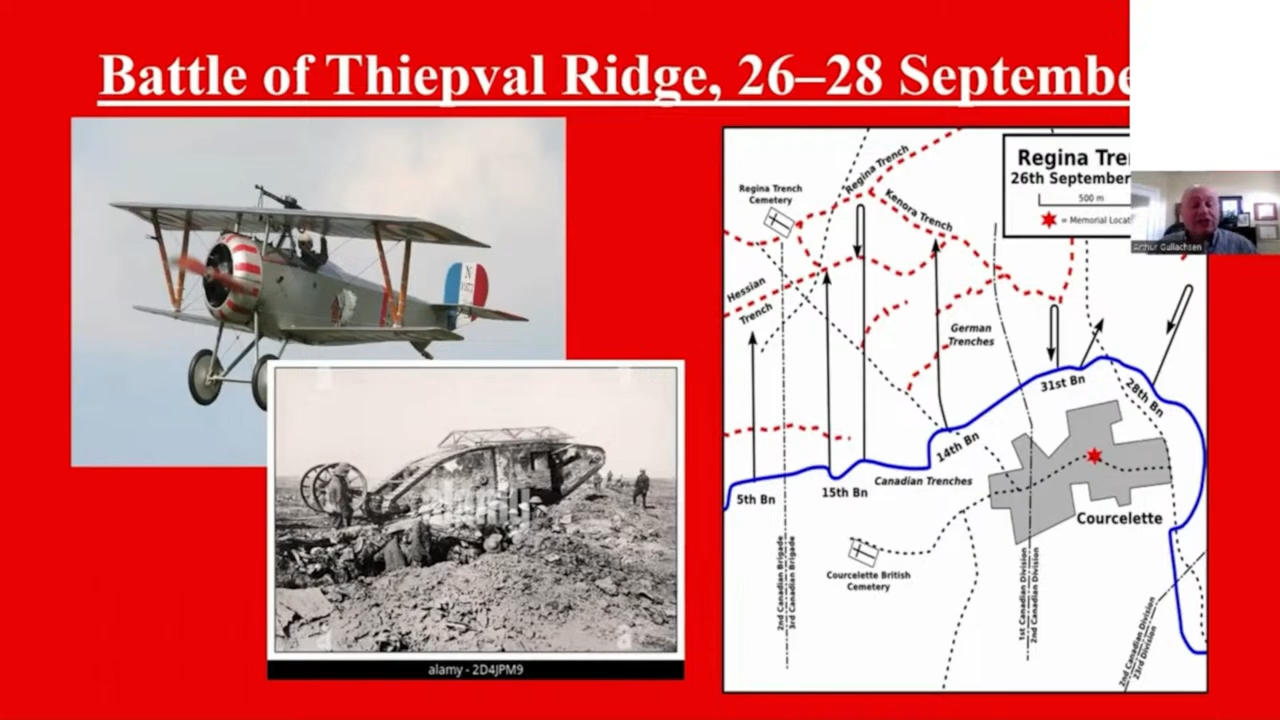 Battle of Thiepval Ridge, 26–28 Septembe
Regina Tre
26th September
500 m
= Memorial Locat
Arthur Gullachsen
Regina Trench
Cemetery
Regina Trench
Kenora Trench
Hessian
Trench
German
Trenches
31st Bn
28th Bn
14th Bn
Canadian Trenches
5th Bn
15th Bn
Courcelette
Courcelette British
Cemetery
2nd Canadian Brigade
3rd Canadian Brigade
1st Canadian Division
2nd Canadian Division
2nd Canadian Division
23rd Division
N
alamy
a
a
alamy - 2D4JPM9